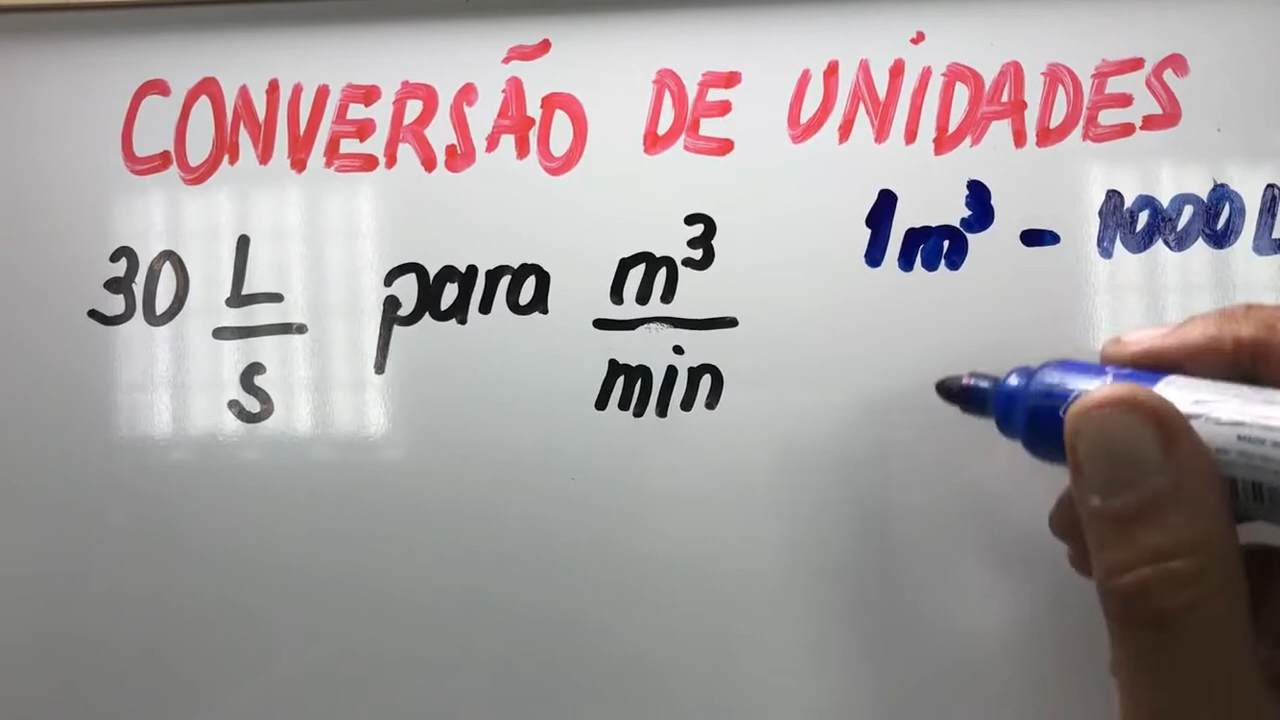 CONVERSÃO DE UNIDADES
30 L/s para m³/min
1m³ - 1000 L